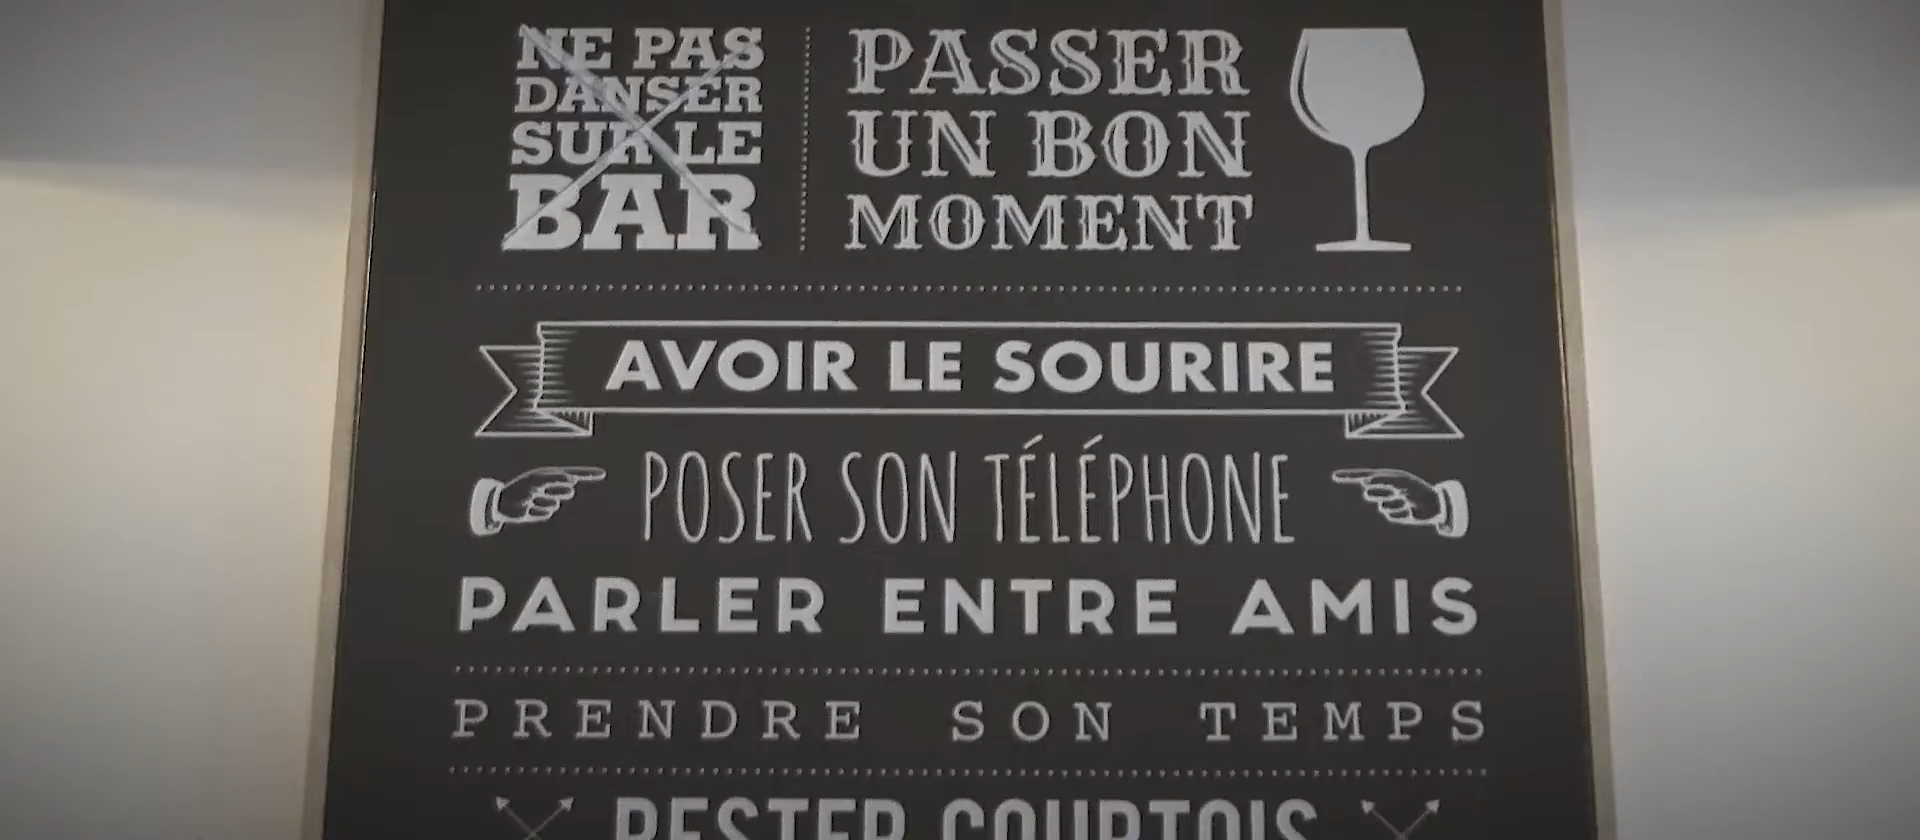 NE PAS
DANSER
SUR LE
BAR
PASSER
UN BON
MOMENT
AVOIR LE SOURIRE
POSER SON TÉLÉPHONE
PARLER ENTRE AMIS
PRENDRE SON TEMPS
RESTER COURTOIS